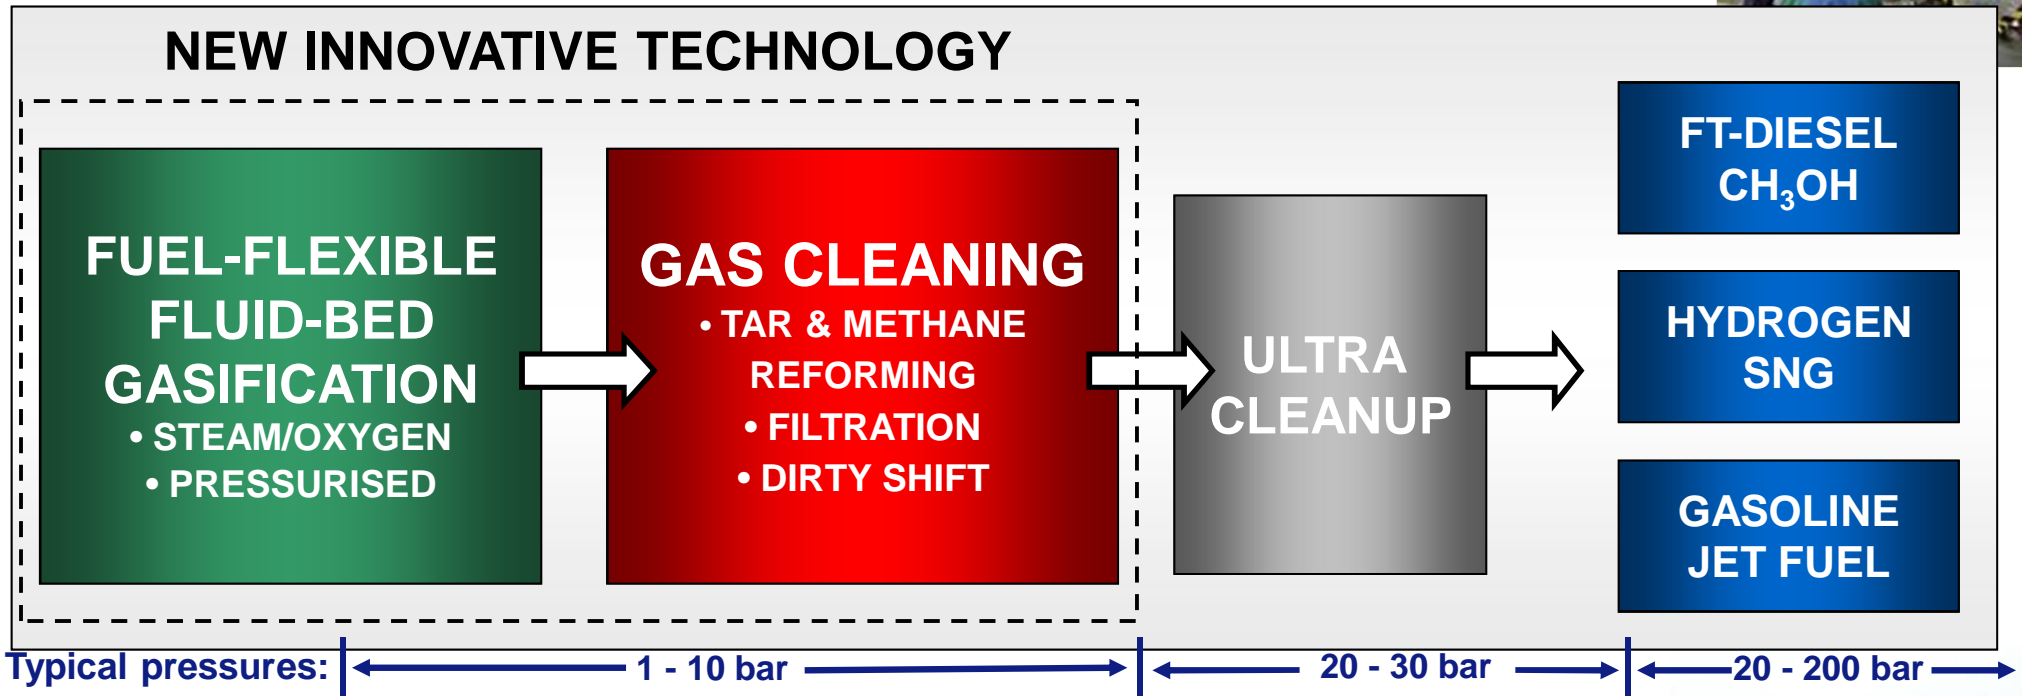 NEW INNOVATIVE TECHNOLOGY
FUEL-FLEXIBLE
FLUID-BED
GASIFICATION
• STEAM/OXYGEN
• PRESSURISED
GAS CLEANING
• TAR & METHANE
REFORMING
• FILTRATION
• DIRTY SHIFT
ULTRA
CLEANUP
FT-DIESEL
CH₃OH
HYDROGEN
SNG
GASOLINE
JET FUEL
Typical pressures: 1 - 10 bar 20 - 30 bar 20 - 200 bar